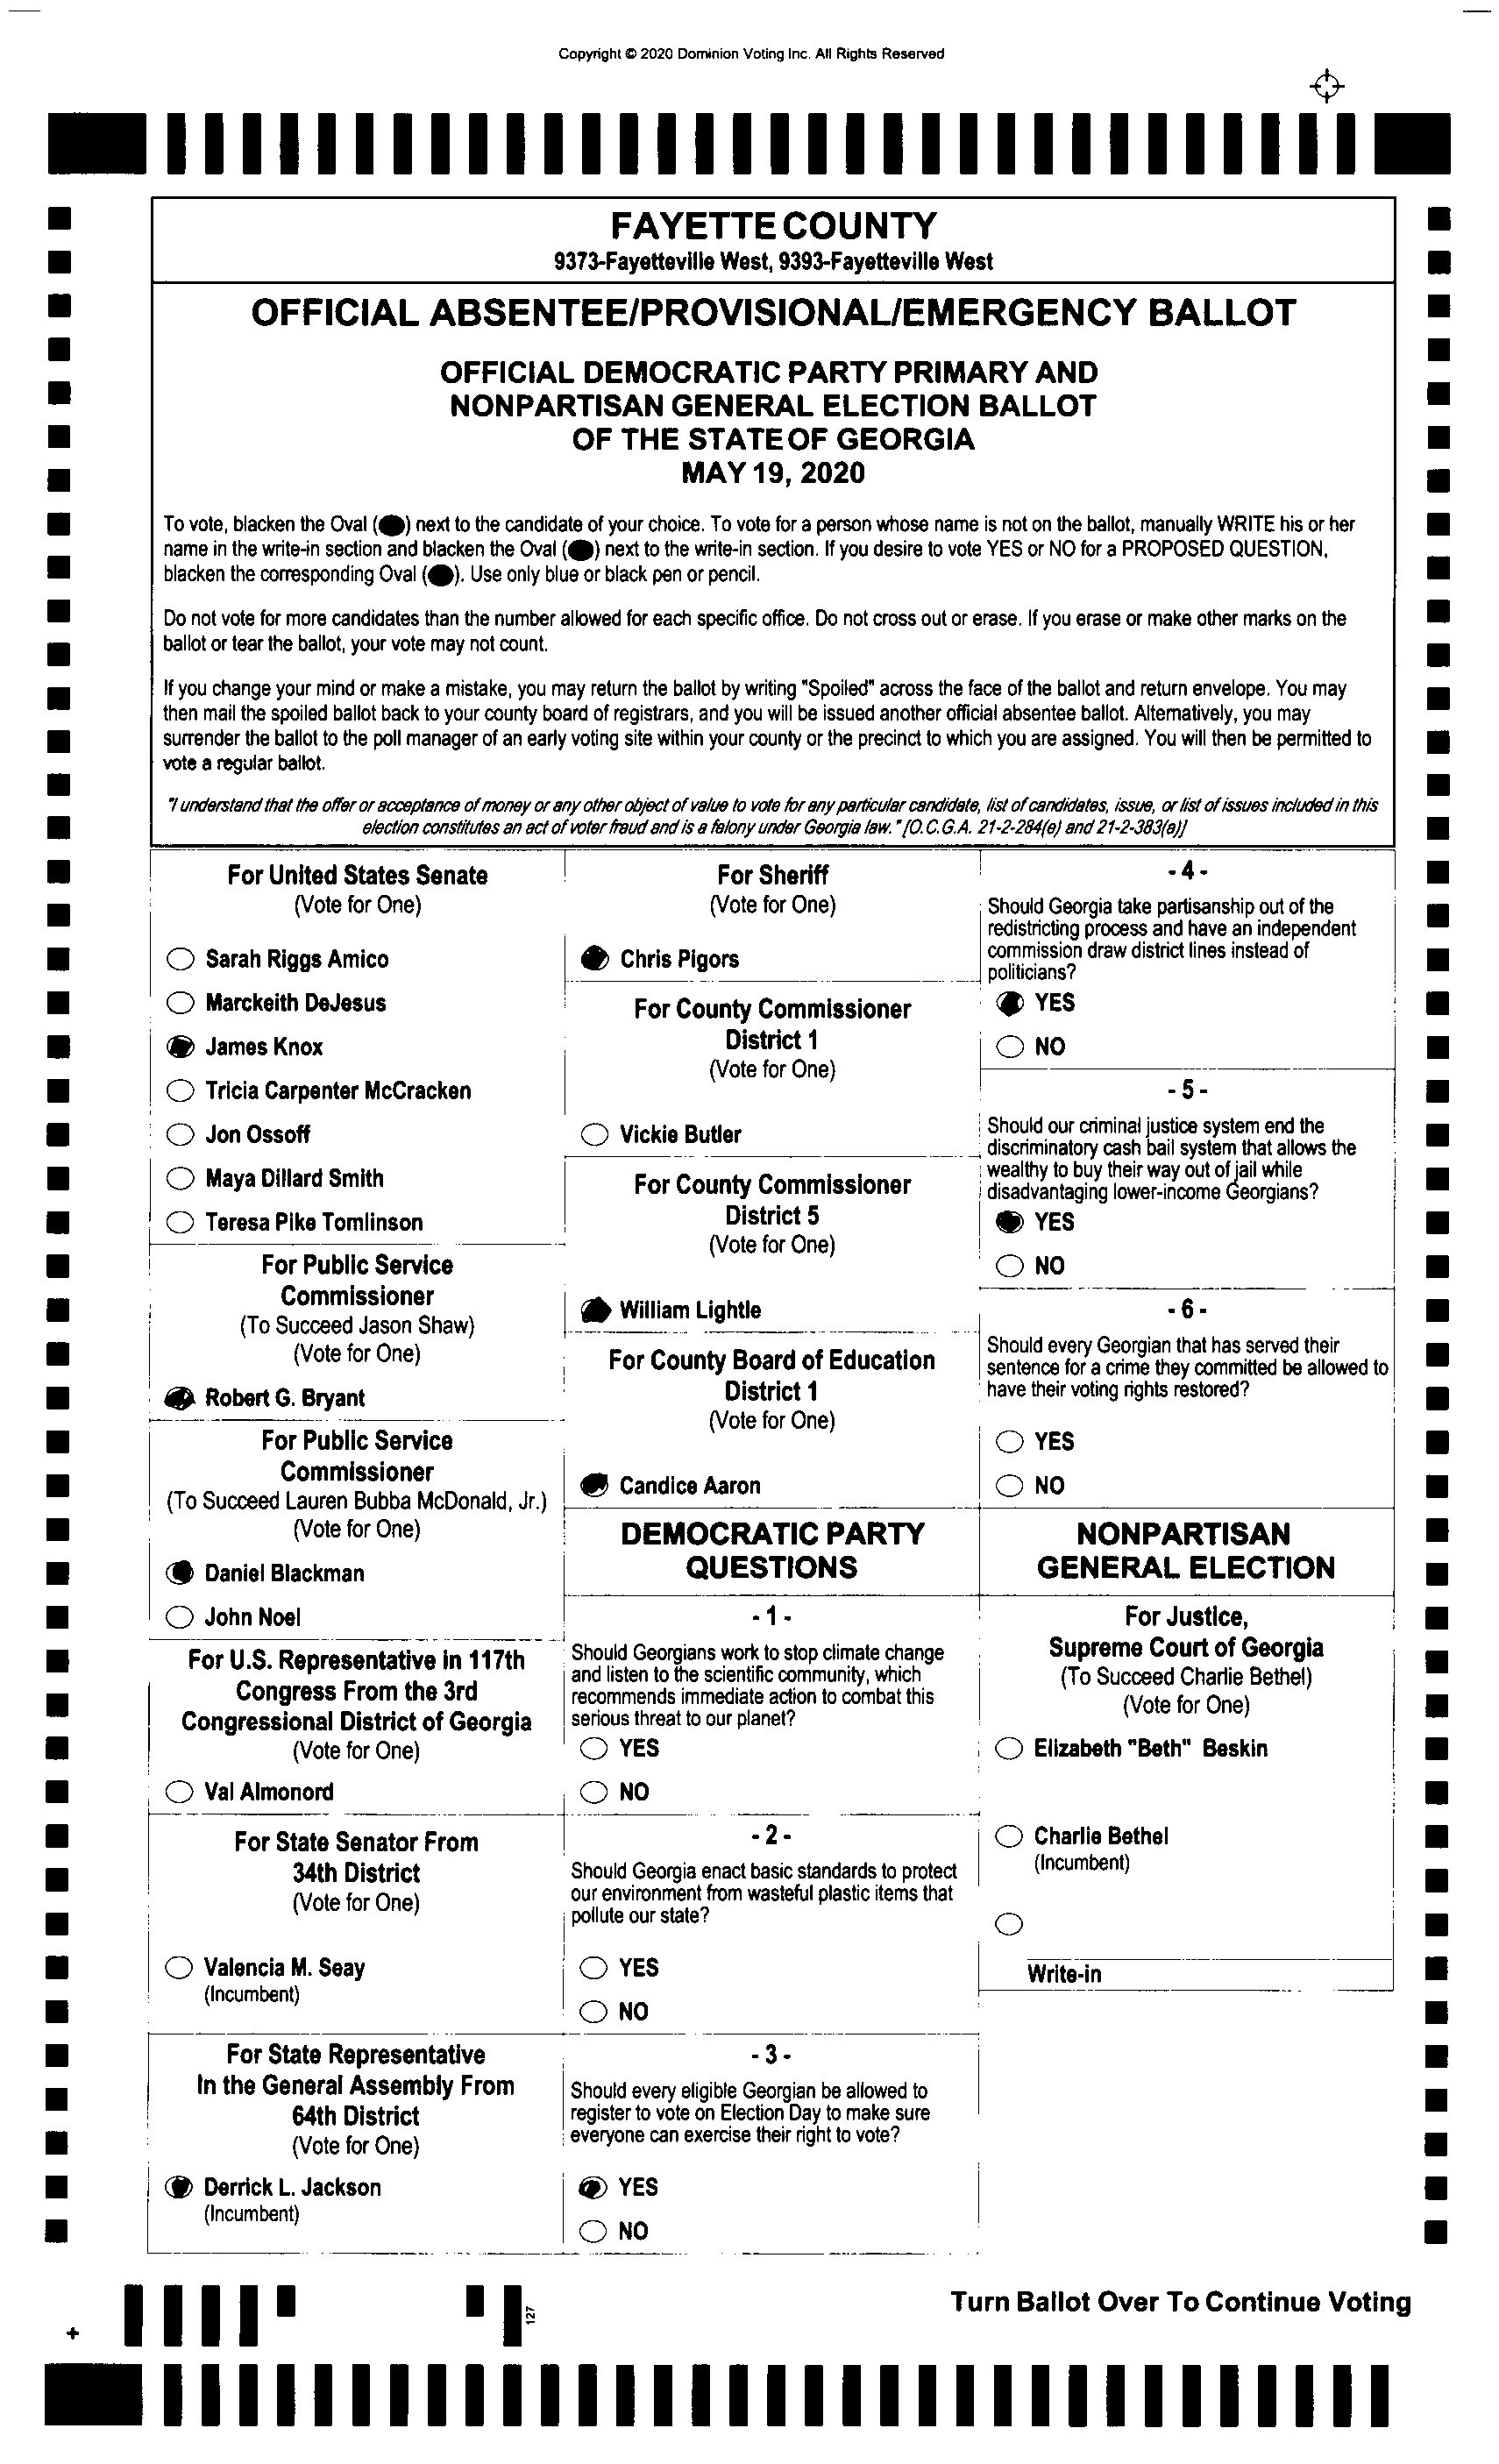 Copyright © 2020 Dominion Voting Inc. All Rights Reserved
FAYETTE COUNTY
9373-Fayetteville West, 9393-Fayetteville West
OFFICIAL ABSENTEE/PROVISIONAL/EMERGENCY BALLOT
OFFICIAL DEMOCRATIC PARTY PRIMARY AND
NONPARTISAN GENERAL ELECTION BALLOT
OF THE STATE OF GEORGIA
MAY 19, 2020
To vote, blacken the Oval ( ) next to the candidate of your choice. To vote for a person whose name is not on the ballot, manually WRITE his or her
name in the write-in section and blacken the Oval ( ) next to the write-in section. If you desire to vote YES or NO for a PROPOSED QUESTION,
blacken the corresponding Oval ( ). Use only blue or black pen or pencil.
Do not vote for more candidates than the number allowed for each specific office. Do not cross out or erase. If you erase or make other marks on the
ballot or tear the ballot, your vote may not count.
If you change your mind or make a mistake, you may return the ballot by writing "Spoiled" across the face of the ballot and return envelope. You may
then mail the spoiled ballot back to your county board of registrars, and you will be issued another official absentee ballot. Alternatively, you may
surrender the ballot to the poll manager of an early voting site within your county or the precinct to which you are assigned. You will then be permitted to
vote a regular ballot.
"I understand that the offer or acceptance of money or any other object of value to vote for any particular candidate, list of candidates, issue, or list of issues included in this
election constitutes an act of voter fraud and is a felony under Georgia law." [O.C.G.A. 21-2-284(e) and 21-2-383(a)]
For United States Senate
(Vote for One)
Sarah Riggs Amico
Marckeith DeJesus
James Knox
Tricia Carpenter McCracken
Jon Ossoff
Maya Dillard Smith
Teresa Pike Tomlinson
For Public Service
Commissioner
(To Succeed Jason Shaw)
(Vote for One)
Robert G. Bryant
For Public Service
Commissioner
(To Succeed Lauren Bubba McDonald, Jr.)
(Vote for One)
Daniel Blackman
John Noel
For U.S. Representative in 117th
Congress From the 3rd
Congressional District of Georgia
(Vote for One)
Val Almonord
For State Senator From
34th District
(Vote for One)
Valencia M. Seay
(Incumbent)
For State Representative
In the General Assembly From
64th District
(Vote for One)
Derrick L. Jackson
(Incumbent)
For Sheriff
(Vote for One)
Chris Pigors
For County Commissioner
District 1
(Vote for One)
Vickie Butler
For County Commissioner
District 5
(Vote for One)
William Lightle
For County Board of Education
District 1
(Vote for One)
Candice Aaron
DEMOCRATIC PARTY
QUESTIONS
- 1 -
Should Georgians work to stop climate change
and listen to the scientific community, which
recommends immediate action to combat this
serious threat to our planet?
YES
NO
- 2 -
Should Georgia enact basic standards to protect
our environment from wasteful plastic items that
pollute our state?
YES
NO
- 3 -
Should every eligible Georgian be allowed to
register to vote on Election Day to make sure
everyone can exercise their right to vote?
YES
NO
- 4 -
Should Georgia take partisanship out of the
redistricting process and have an independent
commission draw district lines instead of
politicians?
YES
NO
- 5 -
Should our criminal justice system end the
discriminatory cash bail system that allows the
wealthy to buy their way out of jail while
disadvantaging lower-income Georgians?
YES
NO
- 6 -
Should every Georgian that has served their
sentence for a crime they committed be allowed to
have their voting rights restored?
YES
NO
NONPARTISAN
GENERAL ELECTION
For Justice,
Supreme Court of Georgia
(To Succeed Charlie Bethel)
(Vote for One)
Elizabeth "Beth" Beskin
Charlie Bethel
(Incumbent)
Write-in
127
Turn Ballot Over To Continue Voting